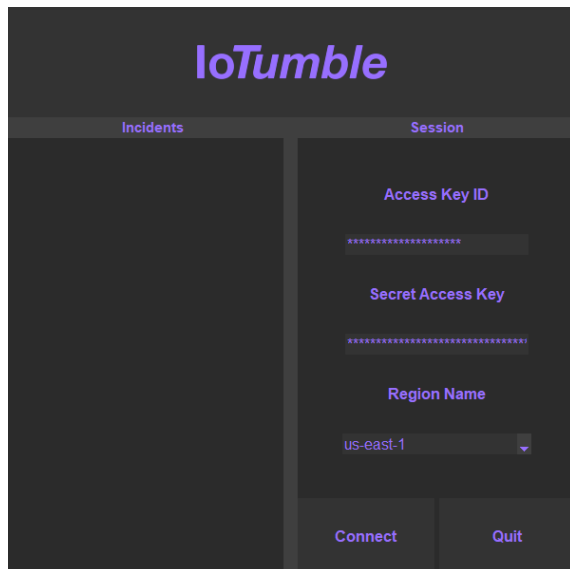 IoTumble
Incidents
Session
Access Key ID
********************
Secret Access Key
********************************
Region Name
us-east-1
Connect
Quit